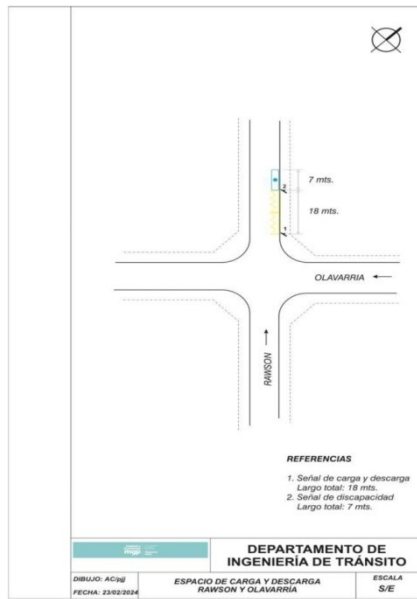 7 mts.
2
18 mts.
1
OLAVARRIA
RAWSON
REFERENCIAS
1. Señal de carga y descarga
Largo total: 18 mts.
2. Señal de discapacidad
Largo total: 7 mts.
DEPARTAMENTO DE
INGENIERÍA DE TRÁNSITO
DIBUJO: AC/pjj
FECHA: 23/02/2024
ESPACIO DE CARGA Y DESCARGA
RAWSON Y OLAVARRÍA
ESCALA
S/E